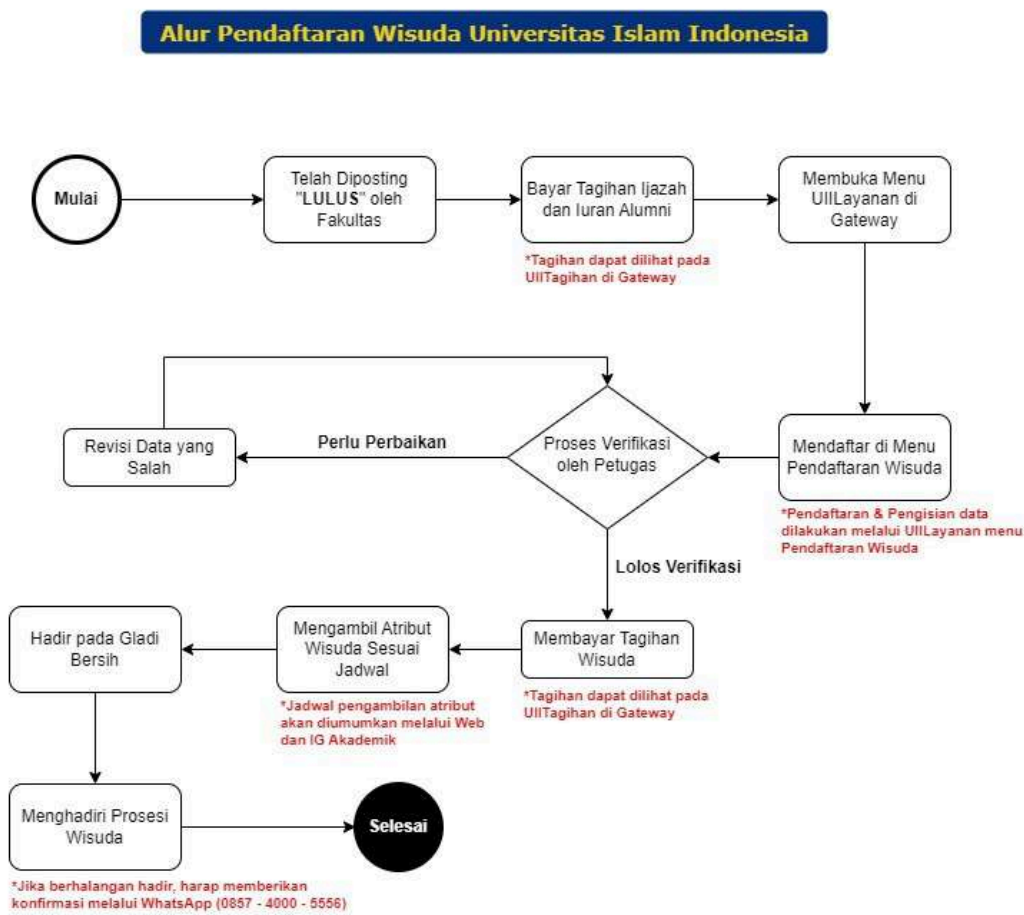 Alur Pendaftaran Wisuda Universitas Islam Indonesia
Mulai
Telah Diposting
"LULUS" oleh
Fakultas
Bayar Tagihan Ijazah
dan Iuran Alumni
*Tagihan dapat dilihat pada
UIITagihan di Gateway
Membuka Menu
UIILayanan di
Gateway
Mendaftar di Menu
Pendaftaran Wisuda
*Pendaftaran & Pengisian data
dilakukan melalui UIILayanan menu
Pendaftaran Wisuda
Proses Verifikasi
oleh Petugas
Perlu Perbaikan
Revisi Data yang
Salah
Lolos Verifikasi
Membayar Tagihan
Wisuda
*Tagihan dapat dilihat pada
UIITagihan di Gateway
Mengambil Atribut
Wisuda Sesuai
Jadwal
*Jadwal pengambilan atribut
akan diumumkan melalui Web
dan IG Akademik
Hadir pada Gladi
Bersih
Menghadiri Prosesi
Wisuda
*Jika berhalangan hadir, harap memberikan
konfirmasi melalui WhatsApp (0857 - 4000 - 5556)
Selesai